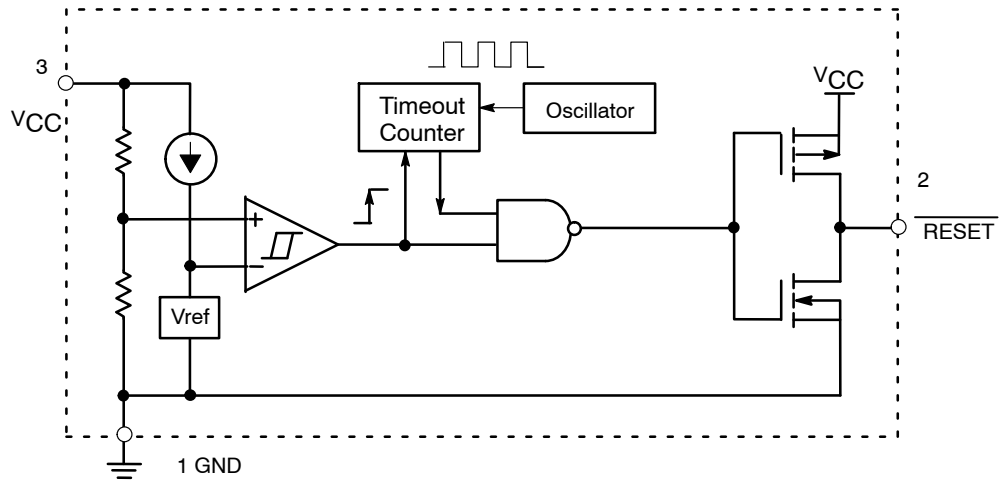 3
VCC
Timeout
Counter
Oscillator
VCC
+
−
Vref
2
RESET
1 GND